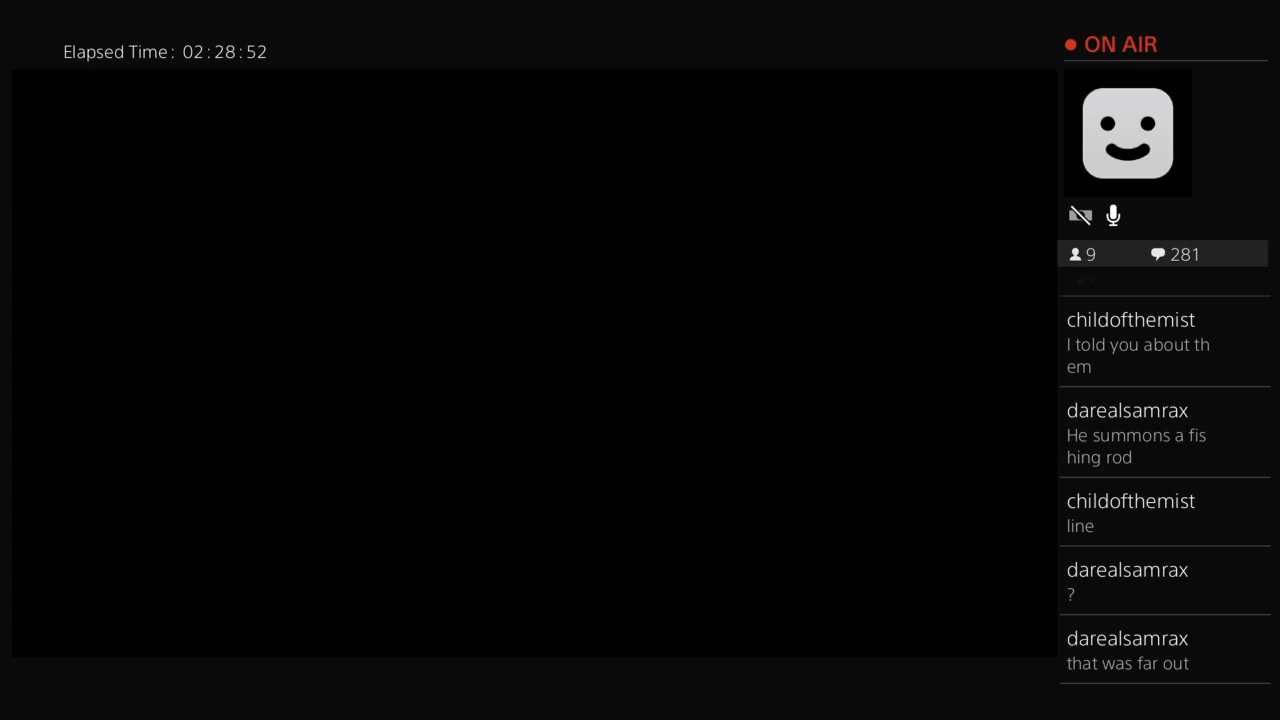 Elapsed Time: 02:28:52
ON AIR
9 281
childofthemist
I told you about th
em
darealsamrax
He summons a fis
hing rod
childofthemist
line
darealsamrax
?
darealsamrax
that was far out